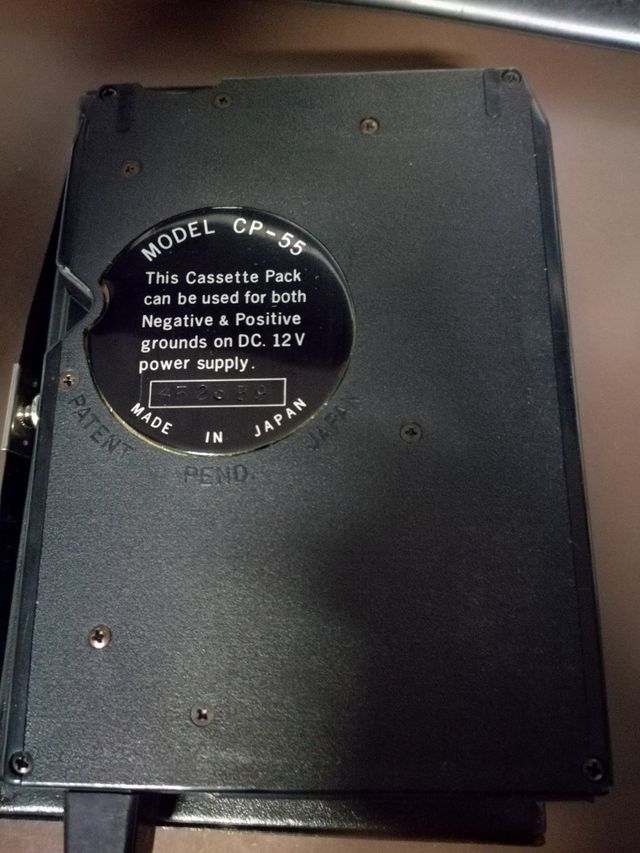 MODEL CP-55
This Cassette Pack
can be used for both
Negative & Positive
grounds on DC. 12V
power supply.
MADE IN JAPAN
PATENT PEND. JAPAN